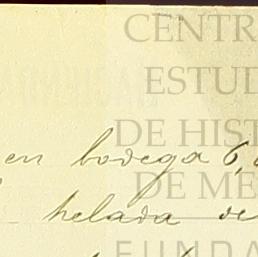 CENTR
ESTUD
DE HIST
DE ME
FUNDA
en bodega 6,
helada de